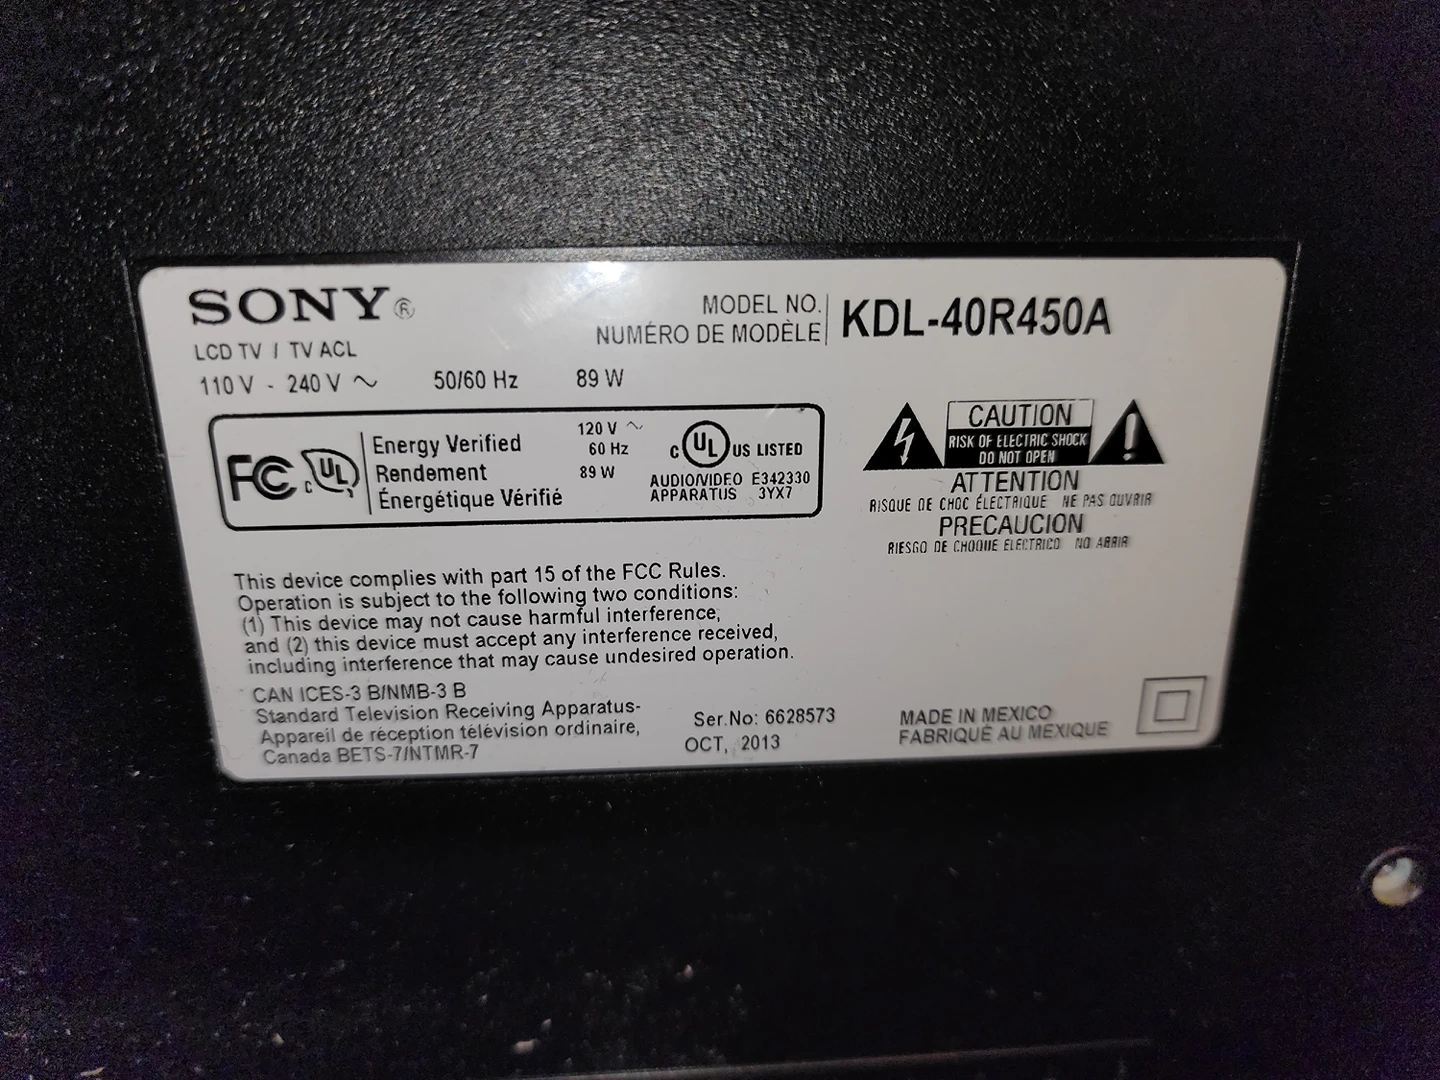 SONY®
LCD TV / TV ACL
110 V - 240 V ~ 50/60 Hz 89 W
MODEL NO.
NUMÉRO DE MODÈLE
KDL-40R450A
FC
C UL
Energy Verified
Rendement
Énergétique Vérifié
120 V ~
60 Hz
89 W
C UL US LISTED
AUDIO/VIDEO E342330
APPARATUS 3YX7
CAUTION
RISK OF ELECTRIC SHOCK
DO NOT OPEN
ATTENTION
RISQUE DE CHOC ÉLECTRIQUE NE PAS OUVRIR
PRECAUCION
RIESGO DE CHOQUE ELECTRICO NO ABRIR
This device complies with part 15 of the FCC Rules.
Operation is subject to the following two conditions:
(1) This device may not cause harmful interference,
and (2) this device must accept any interference received,
including interference that may cause undesired operation.
CAN ICES-3 B/NMB-3 B
Standard Television Receiving Apparatus-
Appareil de réception télévision ordinaire,
Canada BETS-7/NTMR-7
Ser.No: 6628573
OCT, 2013
MADE IN MEXICO
FABRIQUÉ AU MEXIQUE